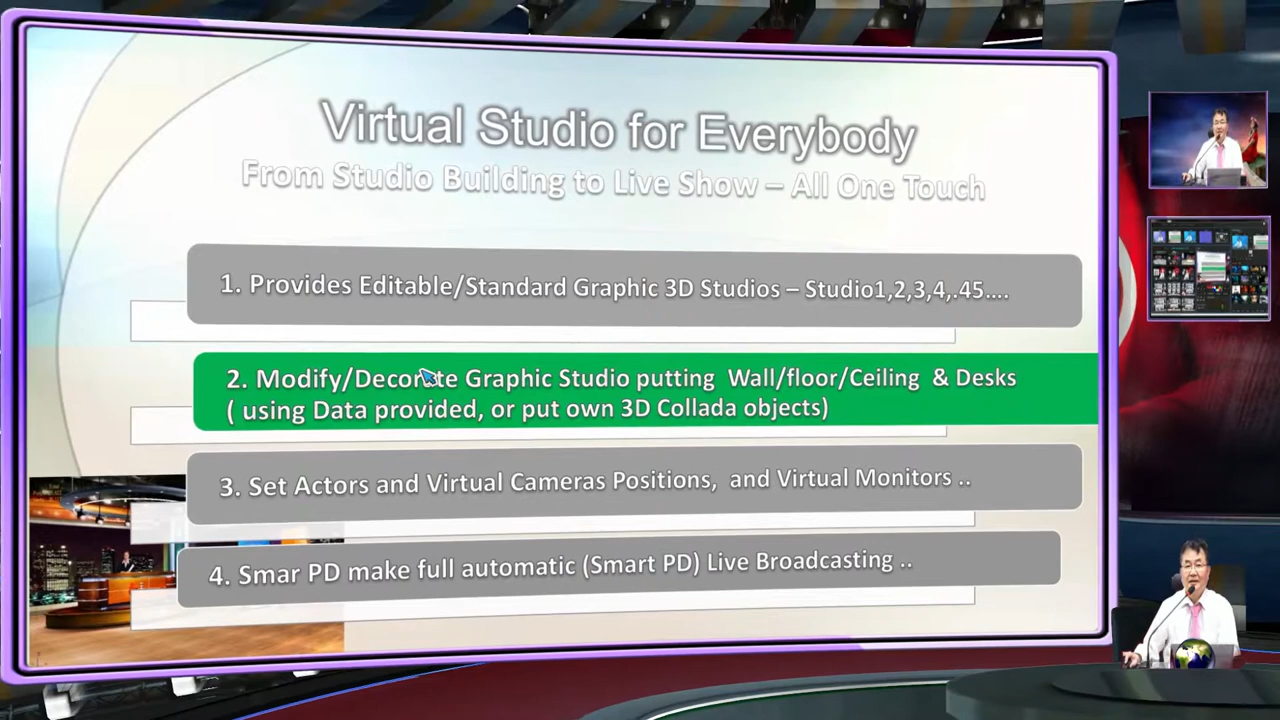 Virtual Studio for Everybody
From Studio Building to Live Show – All One Touch
1. Provides Editable/Standard Graphic 3D Studios – Studio1,2,3,4,.45....
2. Modify/Decorate Graphic Studio putting Wall/floor/Ceiling & Desks
( using Data provided, or put own 3D Collada objects)
3. Set Actors and Virtual Cameras Positions, and Virtual Monitors ..
4. Smar PD make full automatic (Smart PD) Live Broadcasting ..